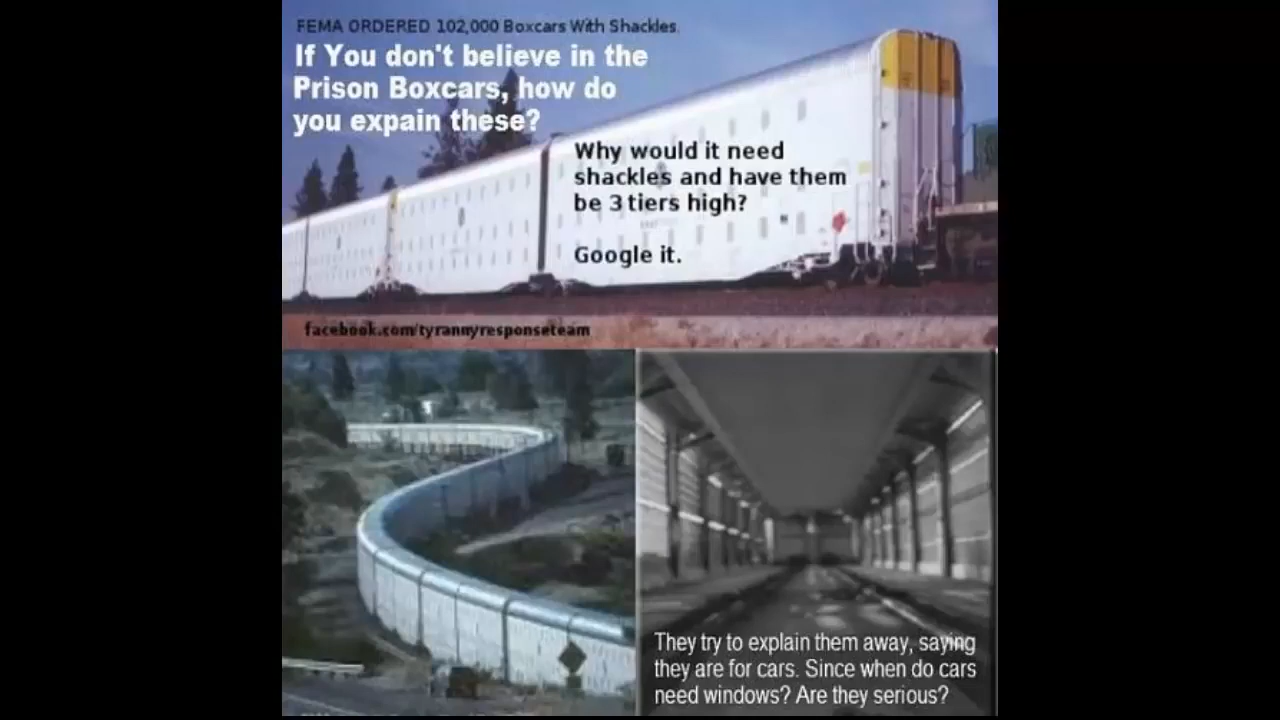 FEMA ORDERED 102,000 Boxcars With Shackles.
If You don't believe in the
Prison Boxcars, how do
you expain these?
Why would it need
shackles and have them
be 3 tiers high?
Google it.
facebook.com/tyrannyresponseteam
They try to explain them away, saying
they are for cars. Since when do cars
need windows? Are they serious?